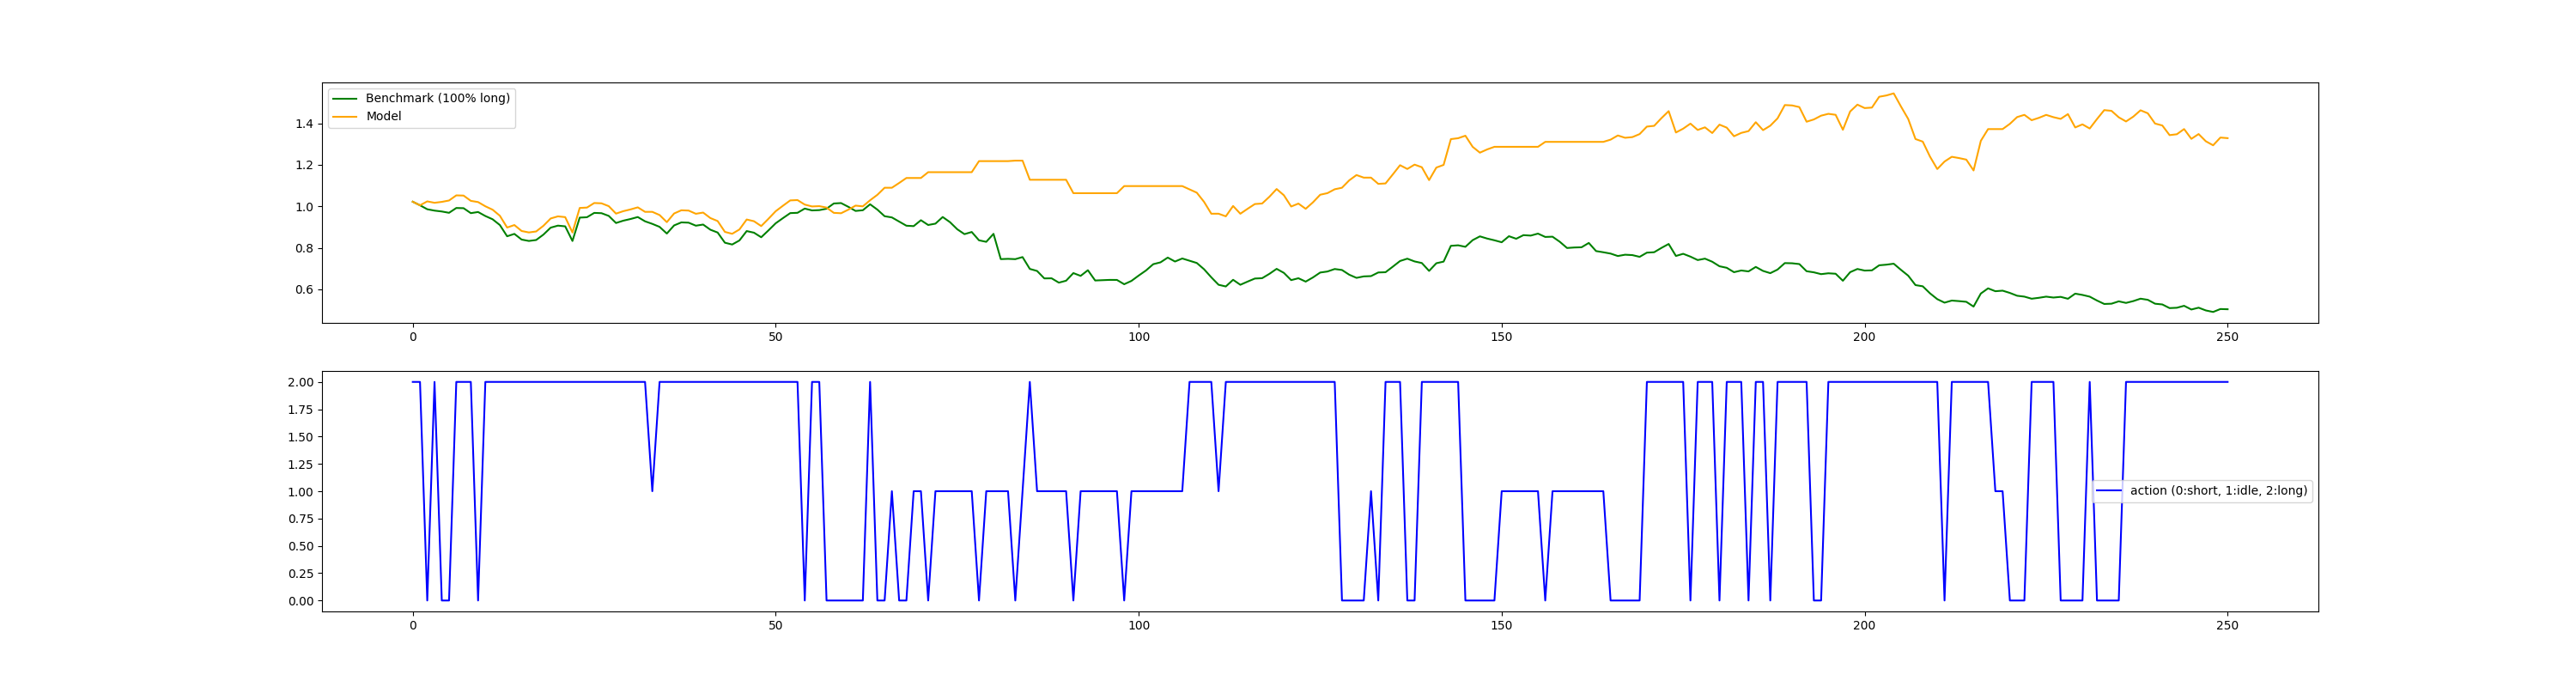 Benchmark (100% long)
Model
1.4
1.2
1.0
0.8
0.6
0 50 100 150 200 250
2.00
1.75
1.50
1.25
1.00
0.75
0.50
0.25
0.00
action (0:short, 1:idle, 2:long)
0 50 100 150 200 250